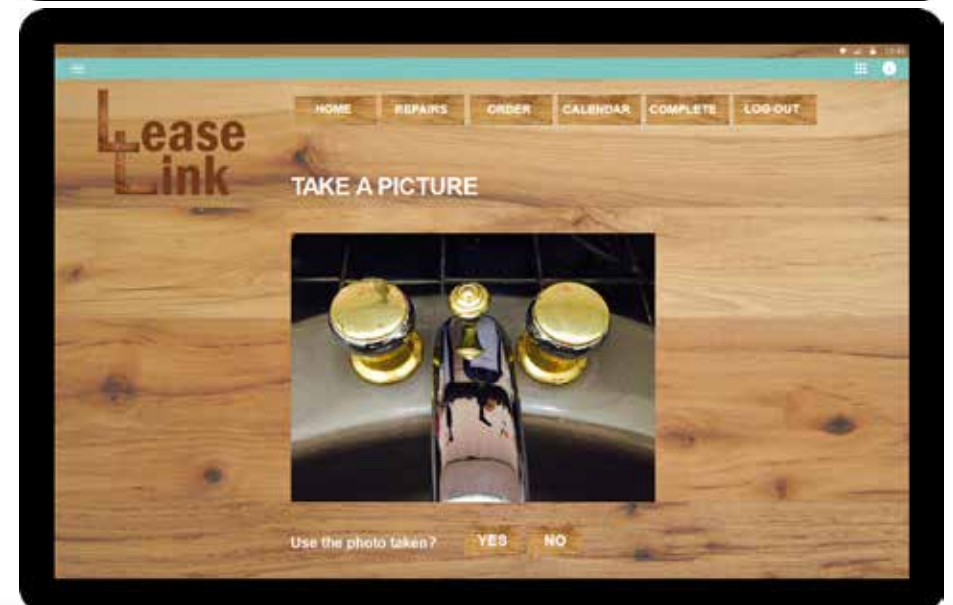 Lease
Link
HOME REPAIRS ORDER CALENDAR COMPLETE LOG-OUT
TAKE A PICTURE
Use the photo taken? YES NO